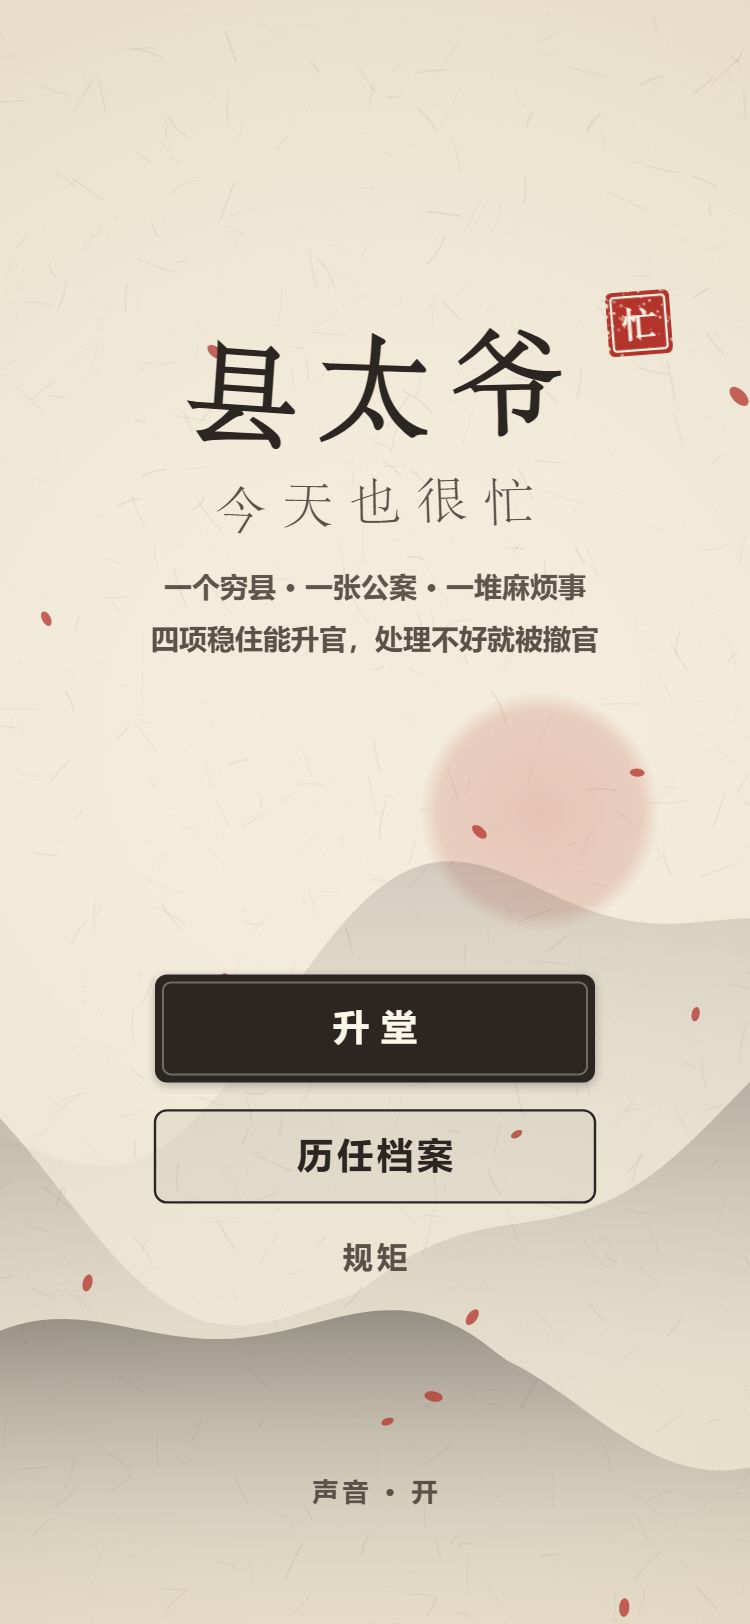 忙
县太爷
今天也很忙
一个穷县·一张公案·一堆麻烦事
四项稳住能升官，处理不好就被撤官
升堂
历任档案
规矩
声音·开